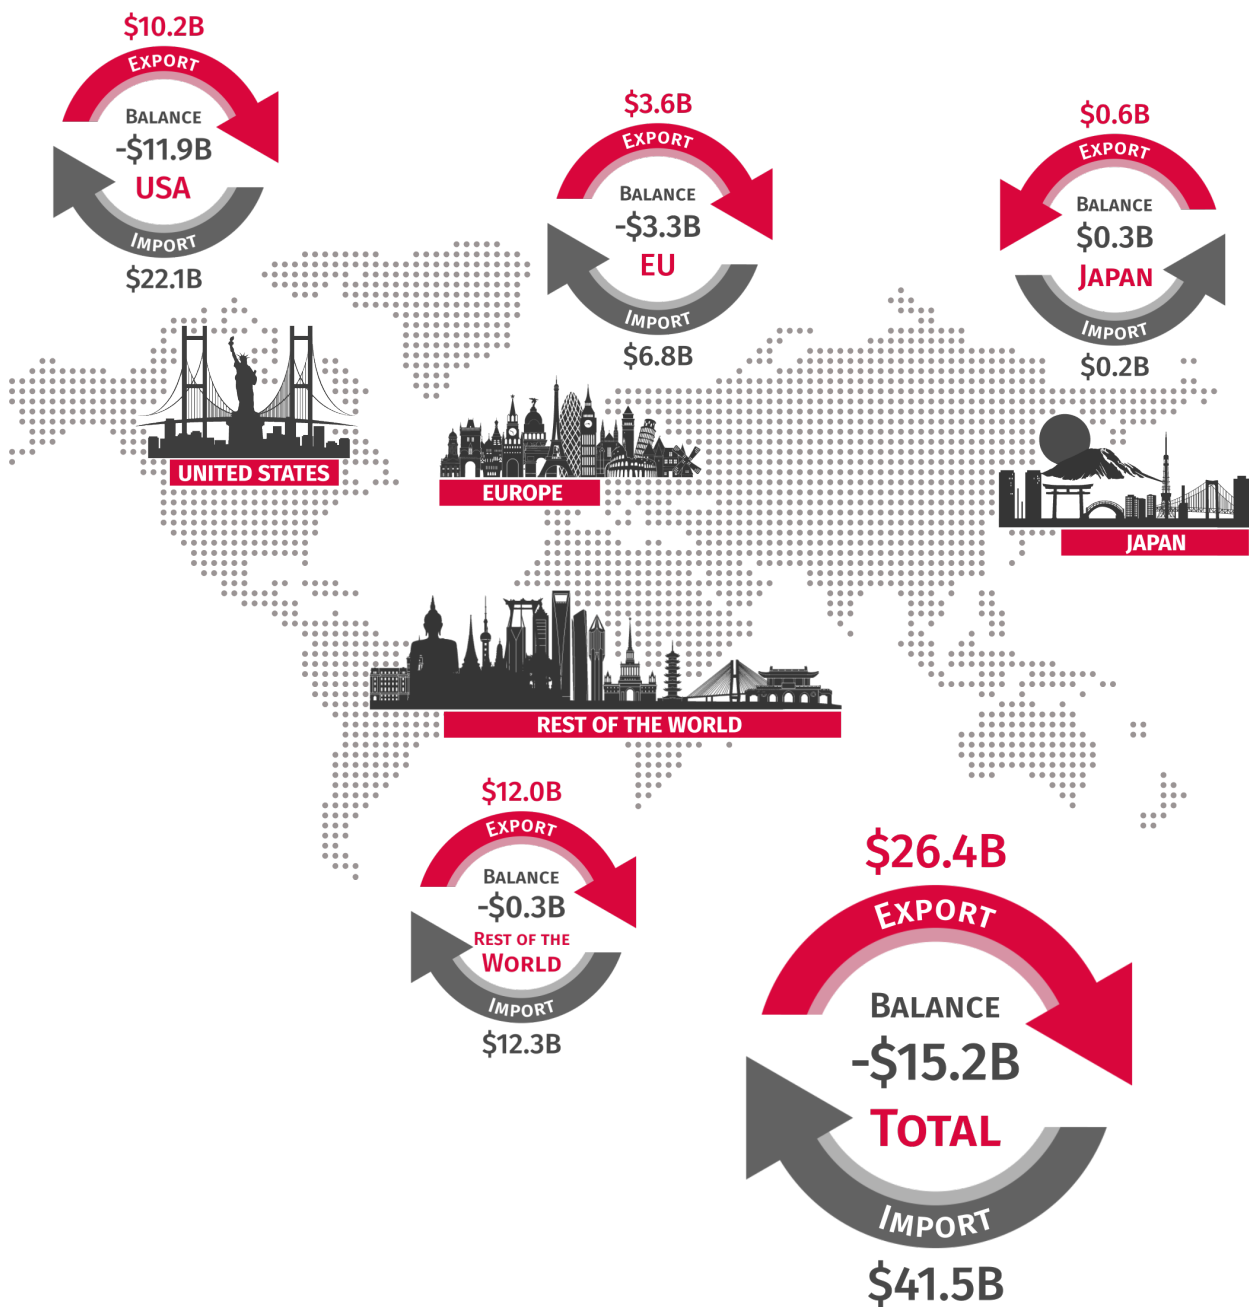 $10.2B
EXPORT
BALANCE
-$11.9B
USA
IMPORT
$22.1B
$3.6B
EXPORT
BALANCE
-$3.3B
EU
IMPORT
$6.8B
$0.6B
EXPORT
BALANCE
$0.3B
JAPAN
IMPORT
$0.2B
UNITED STATES
EUROPE
JAPAN
REST OF THE WORLD
$12.0B
EXPORT
BALANCE
-$0.3B
REST OF THE
WORLD
IMPORT
$12.3B
$26.4B
EXPORT
BALANCE
-$15.2B
TOTAL
IMPORT
$41.5B